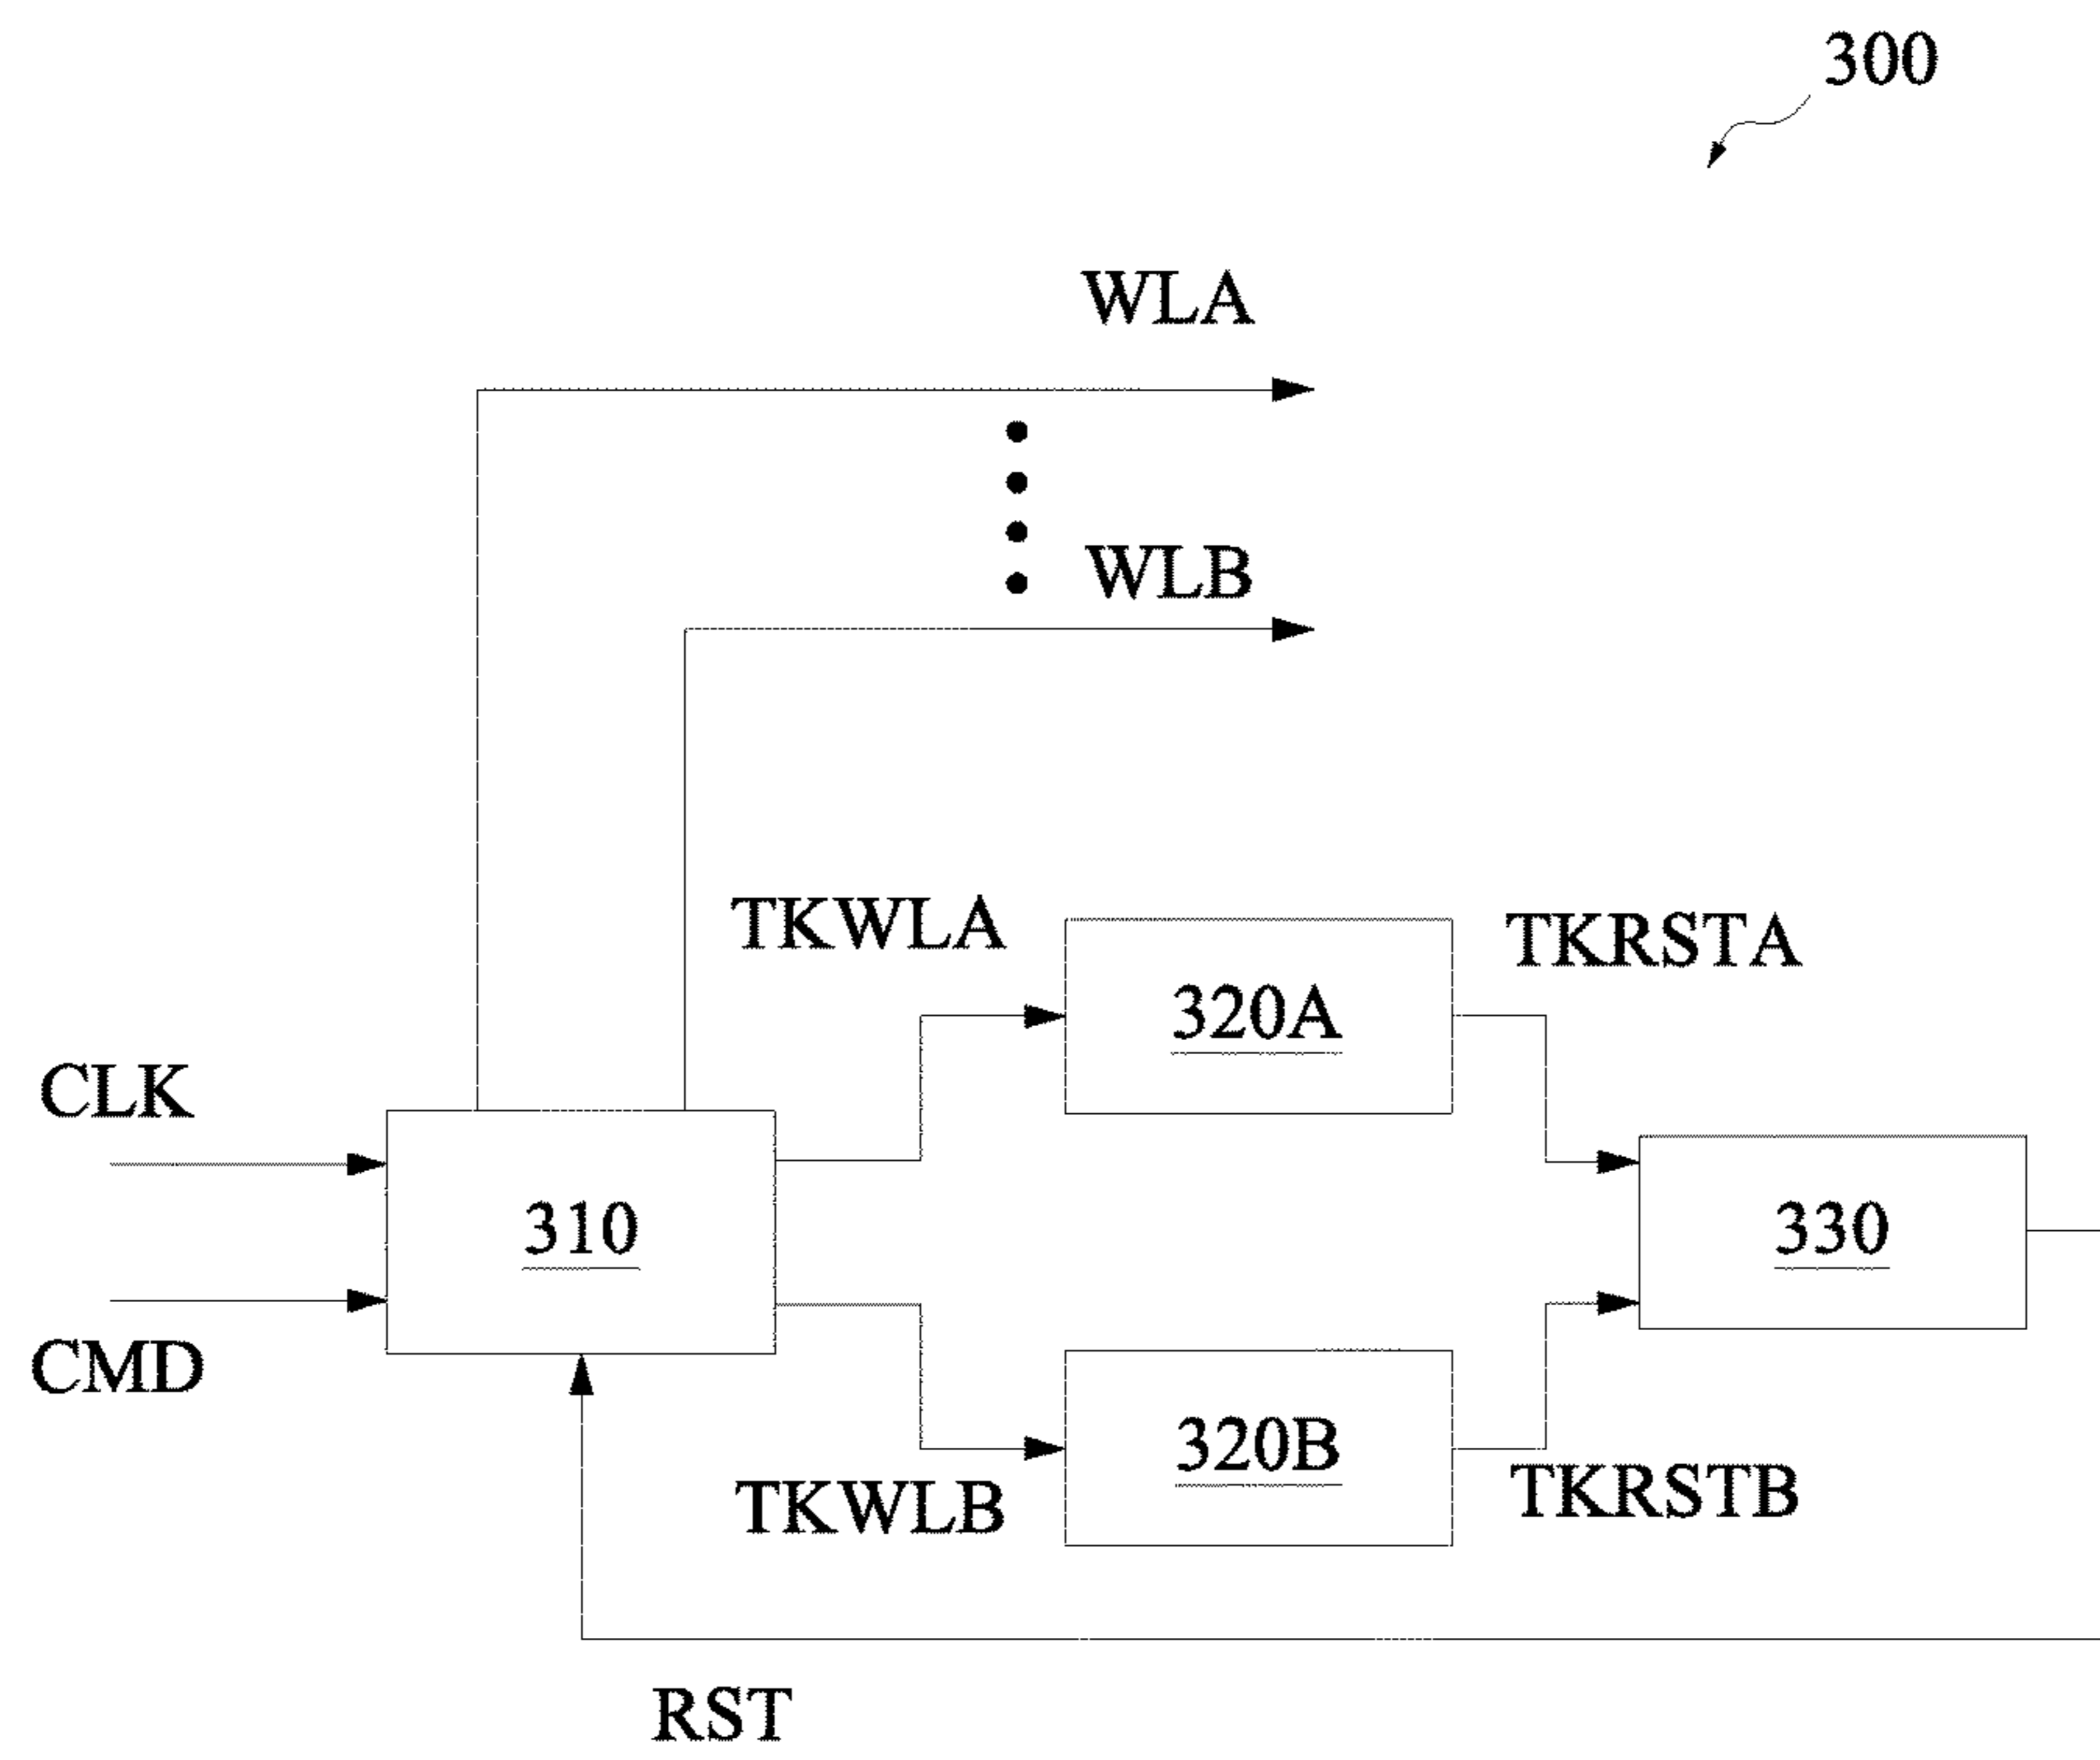 300
WLA
WLB
TKWLA
320A
TKRSTA
CLK
310
330
CMD
320B
TKWLB
TKRSTB
RST